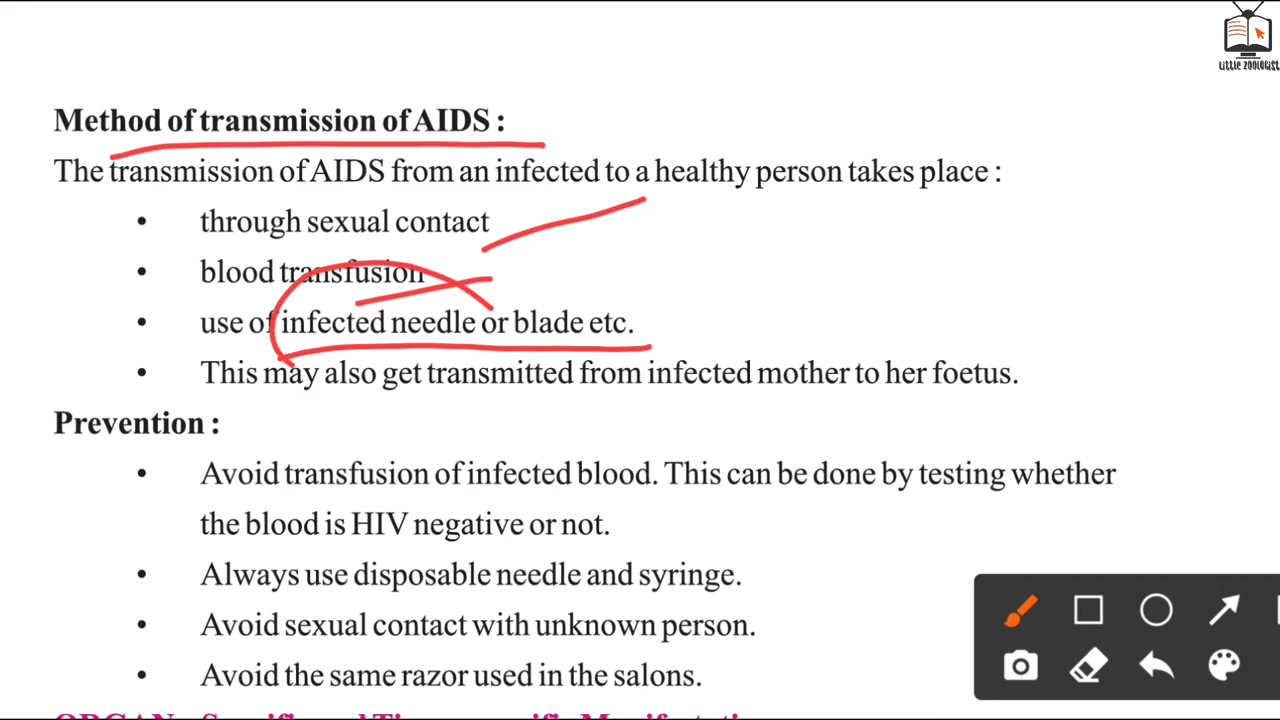 LITTLE ZOOLOGIST
Method of transmission of AIDS :
The transmission of AIDS from an infected to a healthy person takes place :
• through sexual contact
• blood transfusion
• use of infected needle or blade etc.
• This may also get transmitted from infected mother to her foetus.
Prevention :
• Avoid transfusion of infected blood. This can be done by testing whether
the blood is HIV negative or not.
• Always use disposable needle and syringe.
• Avoid sexual contact with unknown person.
• Avoid the same razor used in the salons.